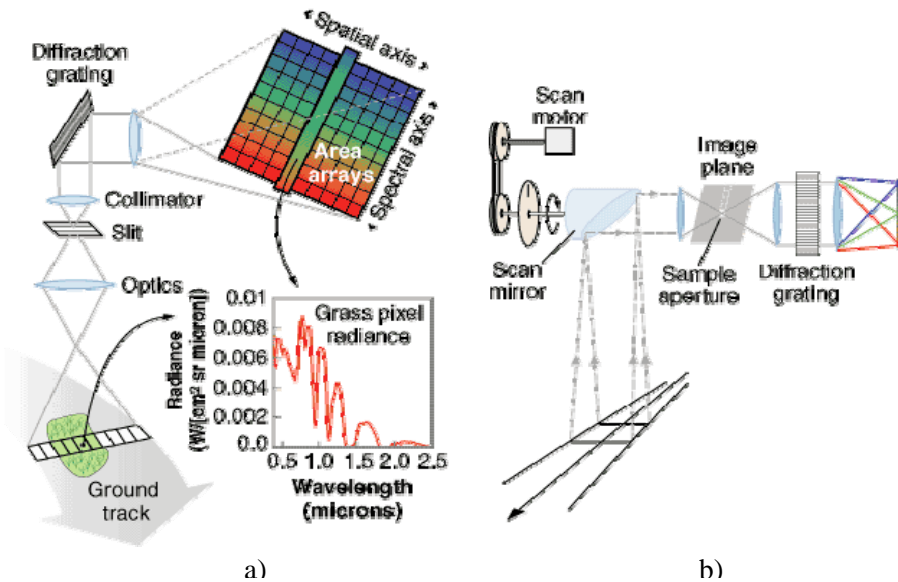 Diffraction
grating
Spatial axis
Spectral axis
Area
arrays
Collimator
Slit
Optics
Ground
track
Grass pixel
radiance
Radiance
(W/[cm² sr micron])
0.01
0.008
0.006
0.004
0.002
0.0
0.5 1.0 1.5 2.0 2.5
Wavelength
(microns)
a)
Scan
motor
Image
plane
Scan
mirror
Sample
aperture
Diffraction
grating
b)